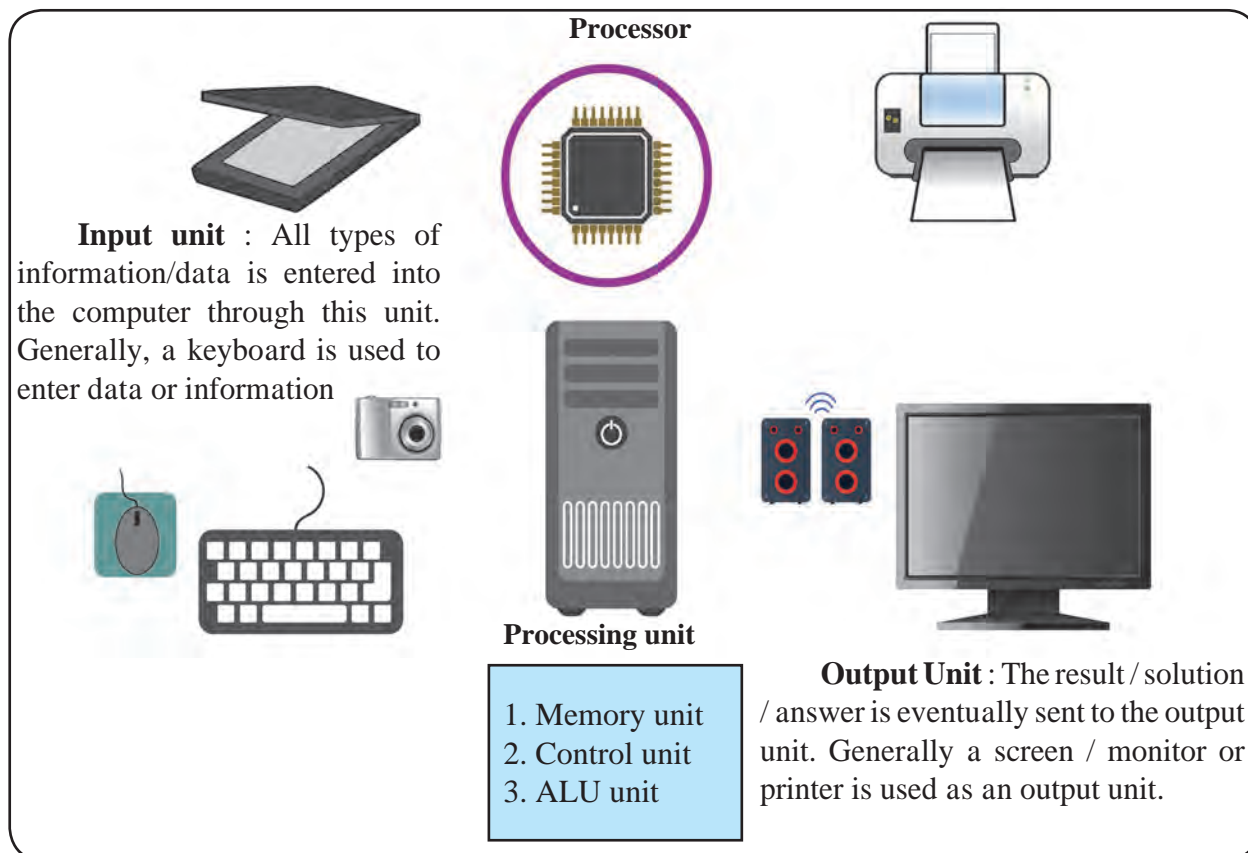 Processor
Input unit : All types of
information/data is entered into
the computer through this unit.
Generally, a keyboard is used to
enter data or information
Processing unit
1. Memory unit
2. Control unit
3. ALU unit
Output Unit : The result / solution
/ answer is eventually sent to the output
unit. Generally a screen / monitor or
printer is used as an output unit.